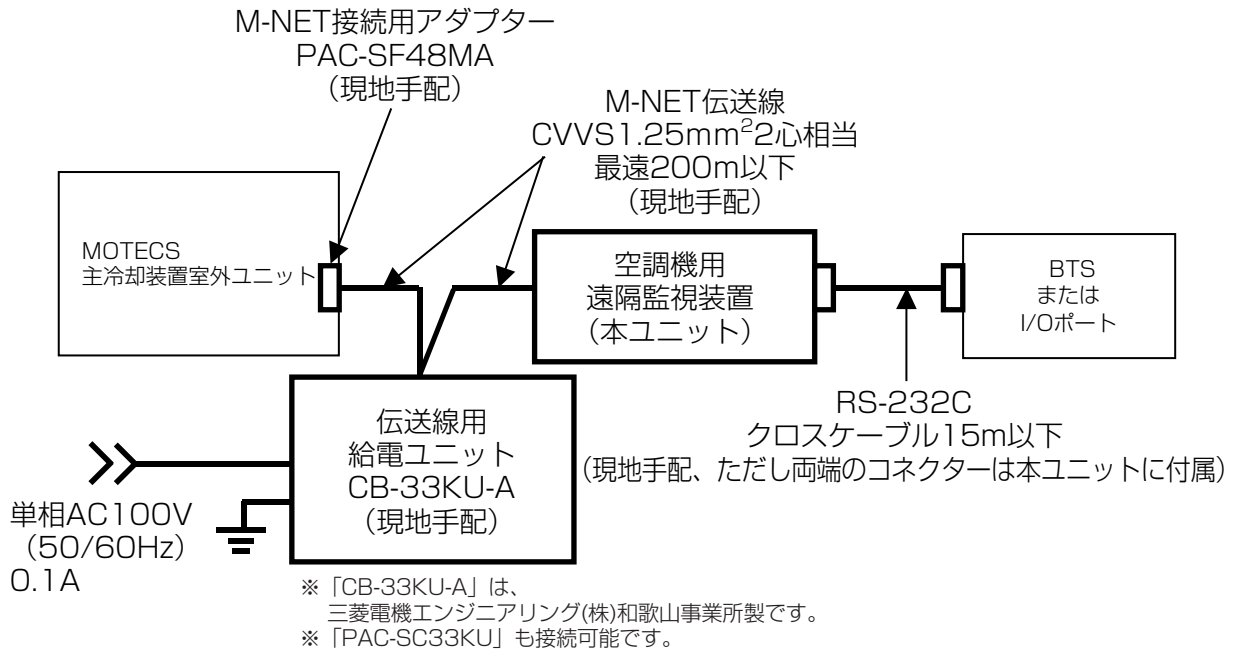 M-NET接続用アダプター
PAC-SF48MA
（現地手配）
M-NET伝送線
CVVS1.25mm²2心相当
最遠200m以下
（現地手配）
MOTECS
主冷却装置室外ユニット
空調機用
遠隔監視装置
（本ユニット）
BTS
または
I/Oポート
伝送線用
給電ユニット
CB-33KU-A
（現地手配）
RS-232C
クロスケーブル15m以下
（現地手配、ただし両端のコネクターは本ユニットに付属）
単相AC100V
（50/60Hz）
0.1A
※「CB-33KU-A」は、
三菱電機エンジニアリング(株)和歌山事業所製です。
※「PAC-SC33KU」も接続可能です。